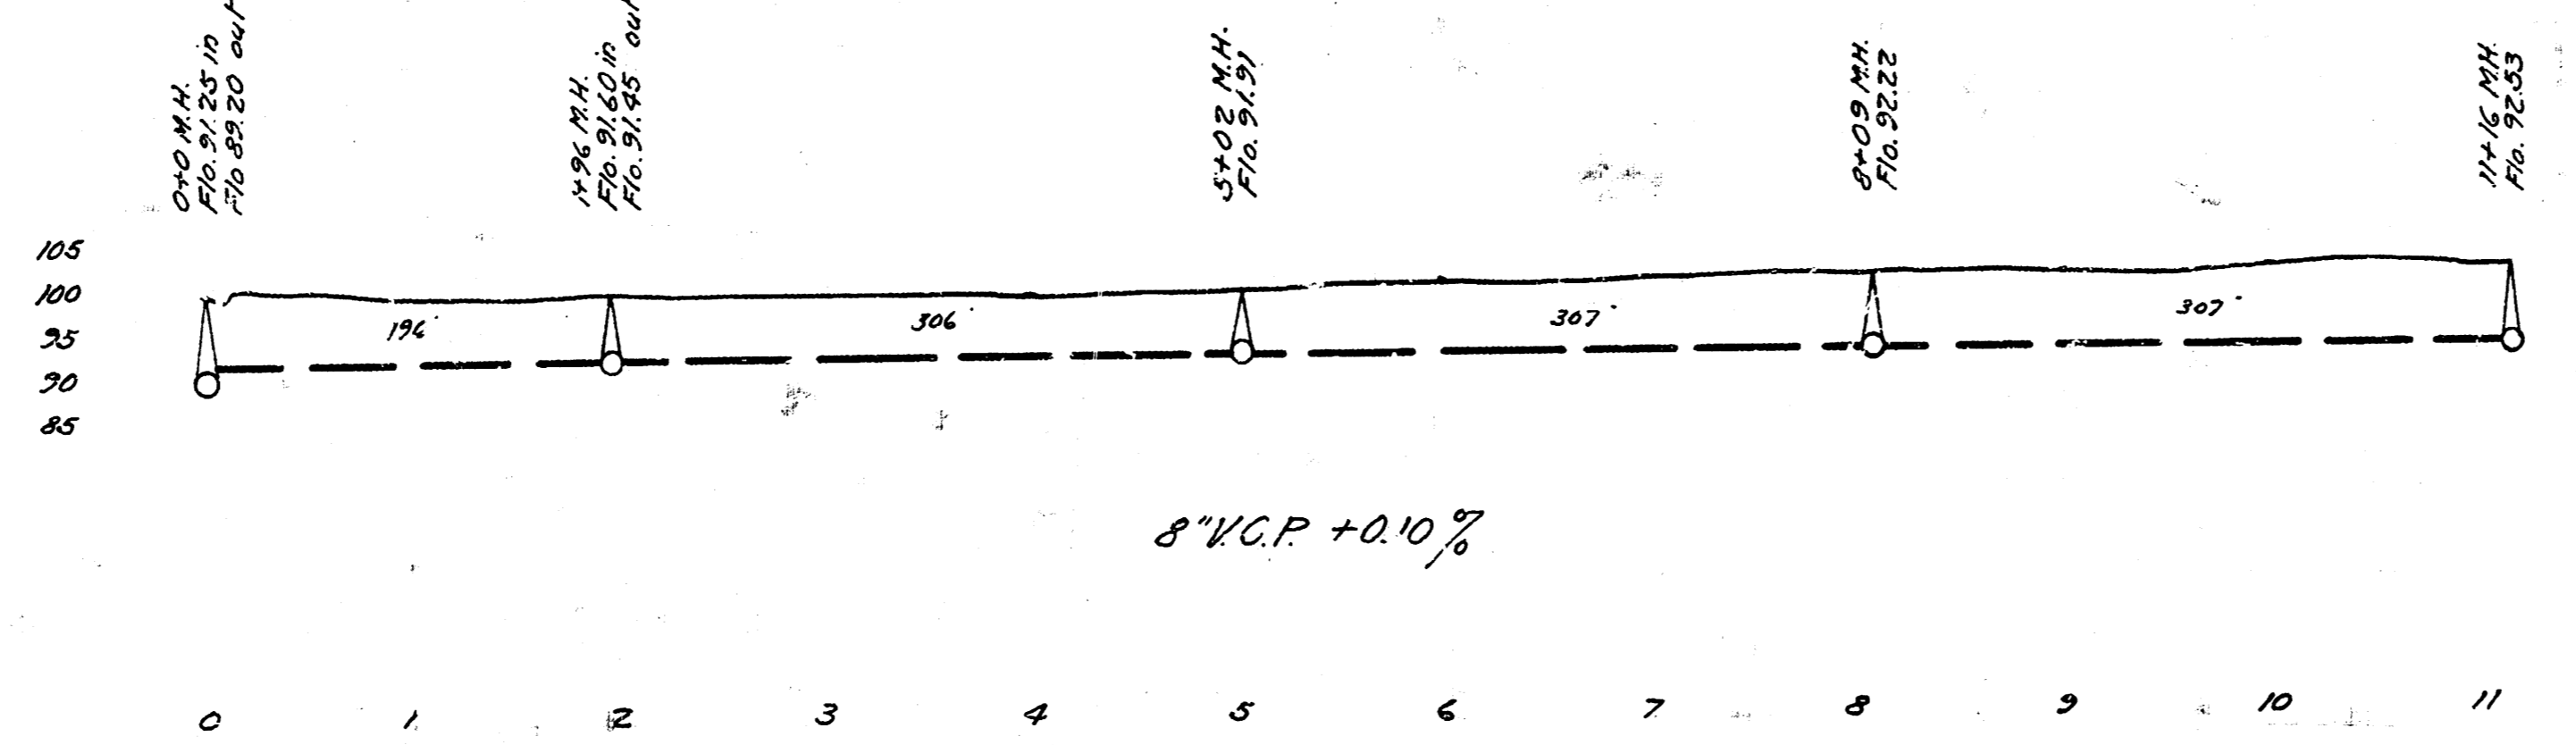 0+0 M.H.
Flo. 91.25 in
Flo 89.20 out
1+96 M.H.
Flo. 91.60 in
Flo. 91.45 out
5+02 M.H.
Flo. 91.91
8+09 M.H.
Flo. 92.22
11+16 M.H.
Flo. 92.53
105
100
95
90
85
196'
306'
307'
307'
8" V.C.P. +0.10 %
0 1 2 3 4 5 6 7 8 9 10 11